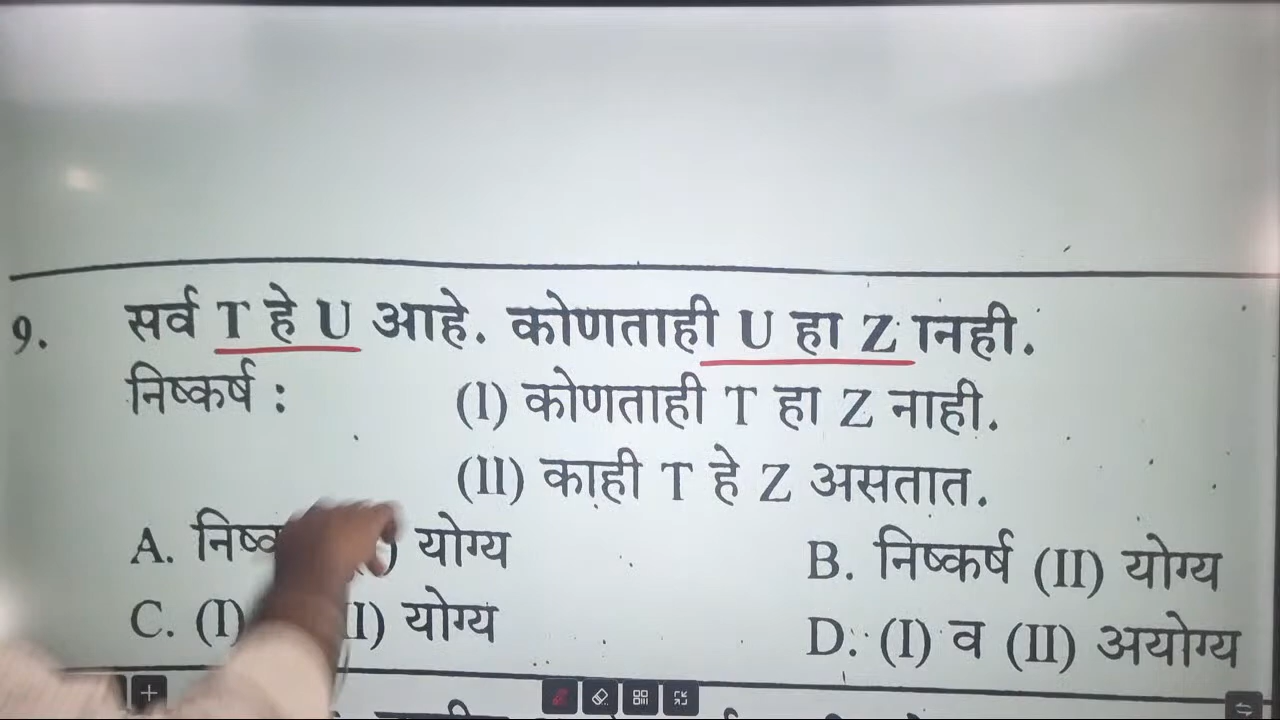 9. सर्व T हे U आहे. कोणताही U हा Z ानही.
निष्कर्ष : (I) कोणताही T हा Z नाही.
(II) काही T हे Z असतात.
A. योग्य B. निष्कर्ष (II) योग्य
C. (I) योग्य D. (I) व (II) अयोग्य